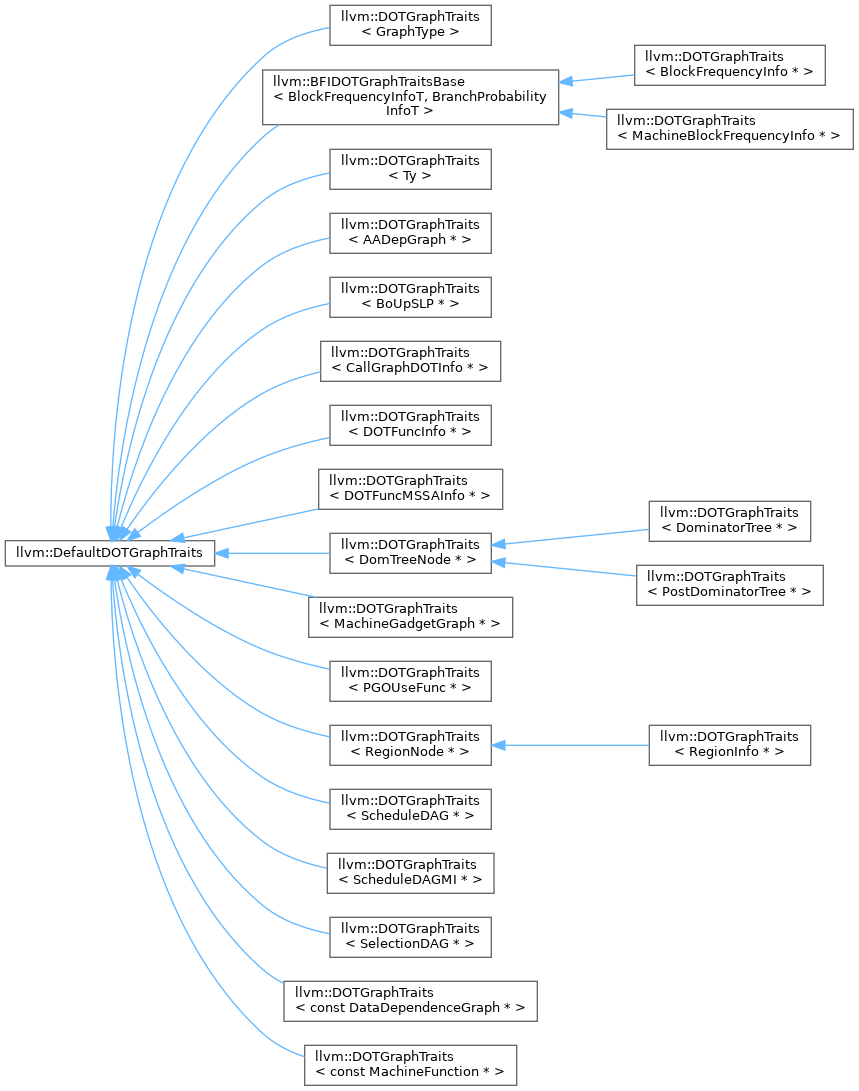 llvm::DOTGraphTraits
< GraphType >
llvm::BFIDOTGraphTraitsBase
< BlockFrequencyInfoT, BranchProbability
InfoT >
llvm::DOTGraphTraits
< BlockFrequencyInfo * >
llvm::DOTGraphTraits
< MachineBlockFrequencyInfo * >
llvm::DOTGraphTraits
< Ty >
llvm::DOTGraphTraits
< AADepGraph * >
llvm::DOTGraphTraits
< BoUpSLP * >
llvm::DOTGraphTraits
< CallGraphDOTInfo * >
llvm::DOTGraphTraits
< DOTFuncInfo * >
llvm::DOTGraphTraits
< DOTFuncMSSAInfo * >
llvm::DefaultDOTGraphTraits
llvm::DOTGraphTraits
< DomTreeNode * >
llvm::DOTGraphTraits
< DominatorTree * >
llvm::DOTGraphTraits
< PostDominatorTree * >
llvm::DOTGraphTraits
< MachineGadgetGraph * >
llvm::DOTGraphTraits
< PGOUseFunc * >
llvm::DOTGraphTraits
< RegionNode * >
llvm::DOTGraphTraits
< RegionInfo * >
llvm::DOTGraphTraits
< ScheduleDAG * >
llvm::DOTGraphTraits
< ScheduleDAGMI * >
llvm::DOTGraphTraits
< SelectionDAG * >
llvm::DOTGraphTraits
< const DataDependenceGraph * >
llvm::DOTGraphTraits
< const MachineFunction * >